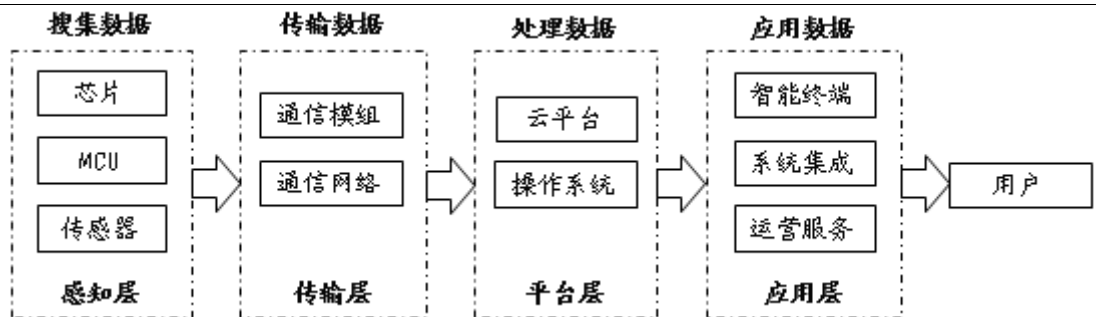 搜集数据
芯片
MCU
传感器
感知层
传输数据
通信模组
通信网络
传输层
处理数据
云平台
操作系统
平台层
应用数据
智能终端
系统集成
运营服务
应用层
用户